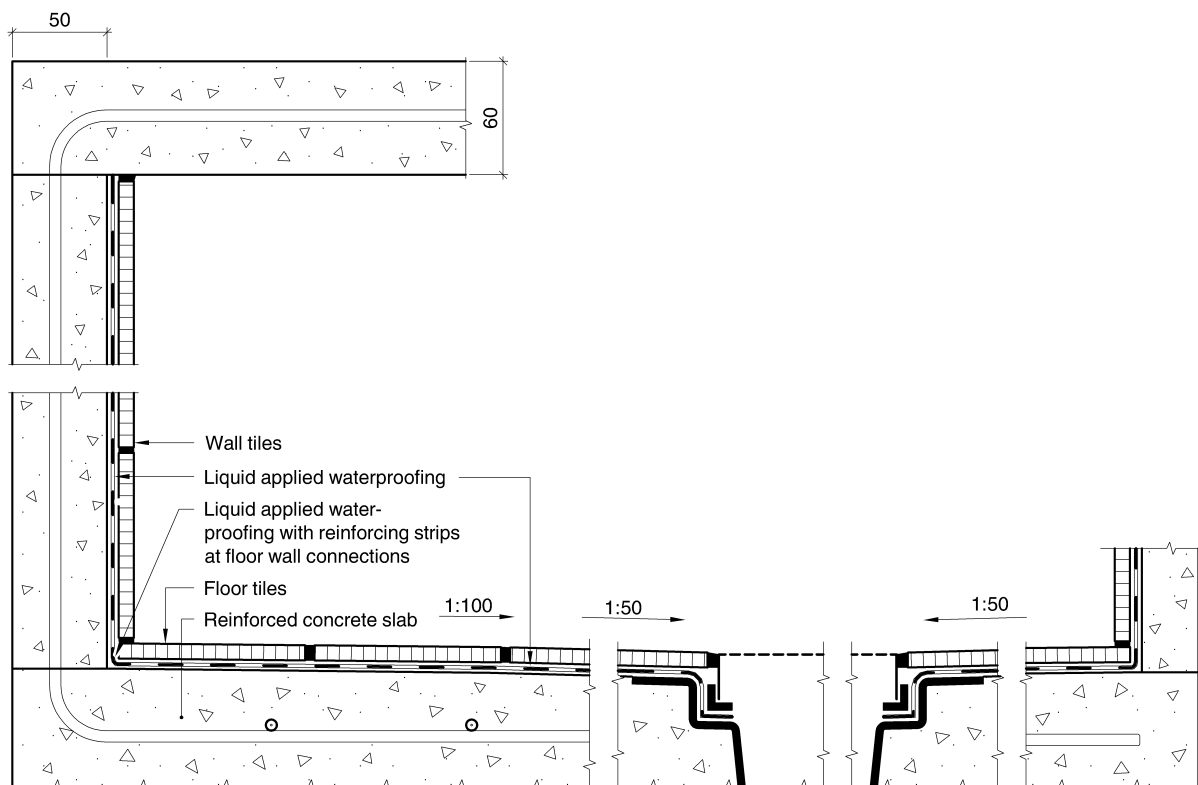 50
60
Wall tiles
Liquid applied waterproofing
Liquid applied water-
proofing with reinforcing strips
at floor wall connections
Floor tiles
1:100
1:50
1:50
Reinforced concrete slab